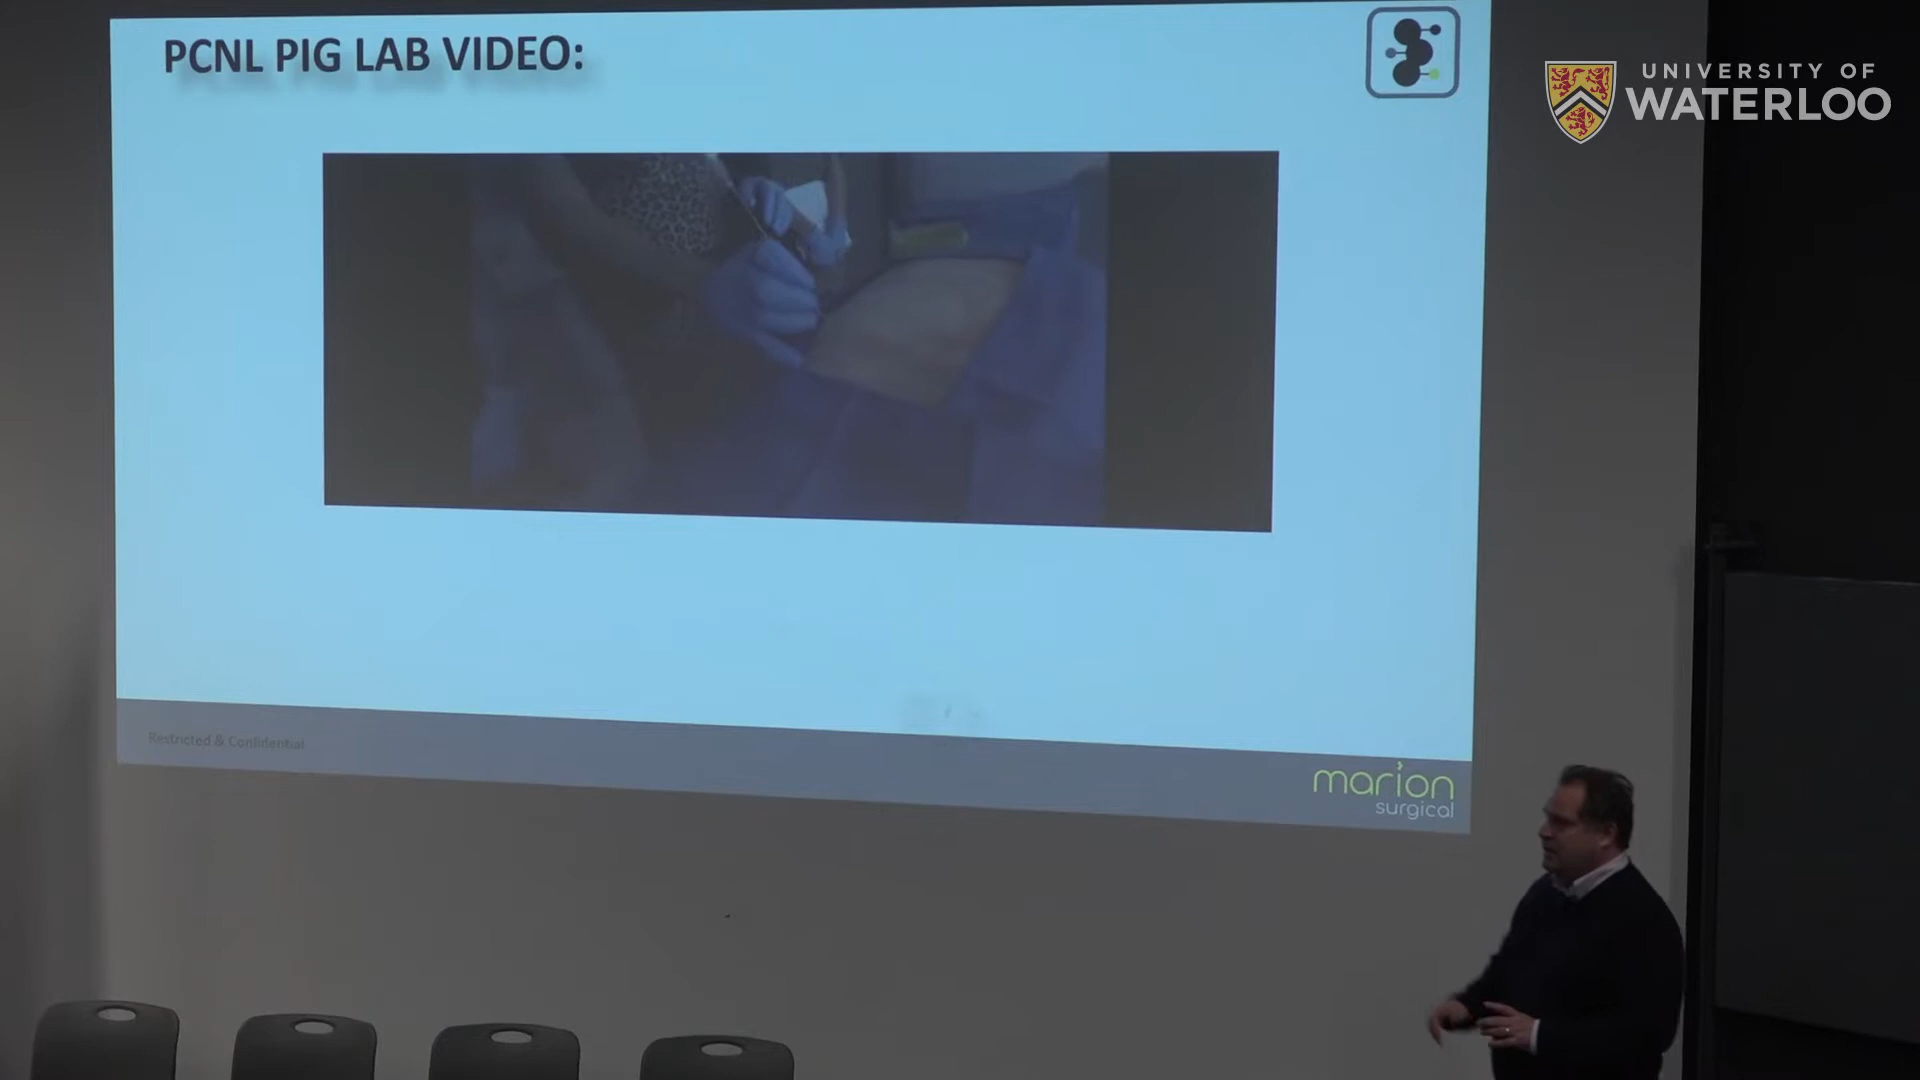 PCNL PIG LAB VIDEO:
UNIVERSITY OF
WATERLOO
Restricted & Confidential
marion
surgical